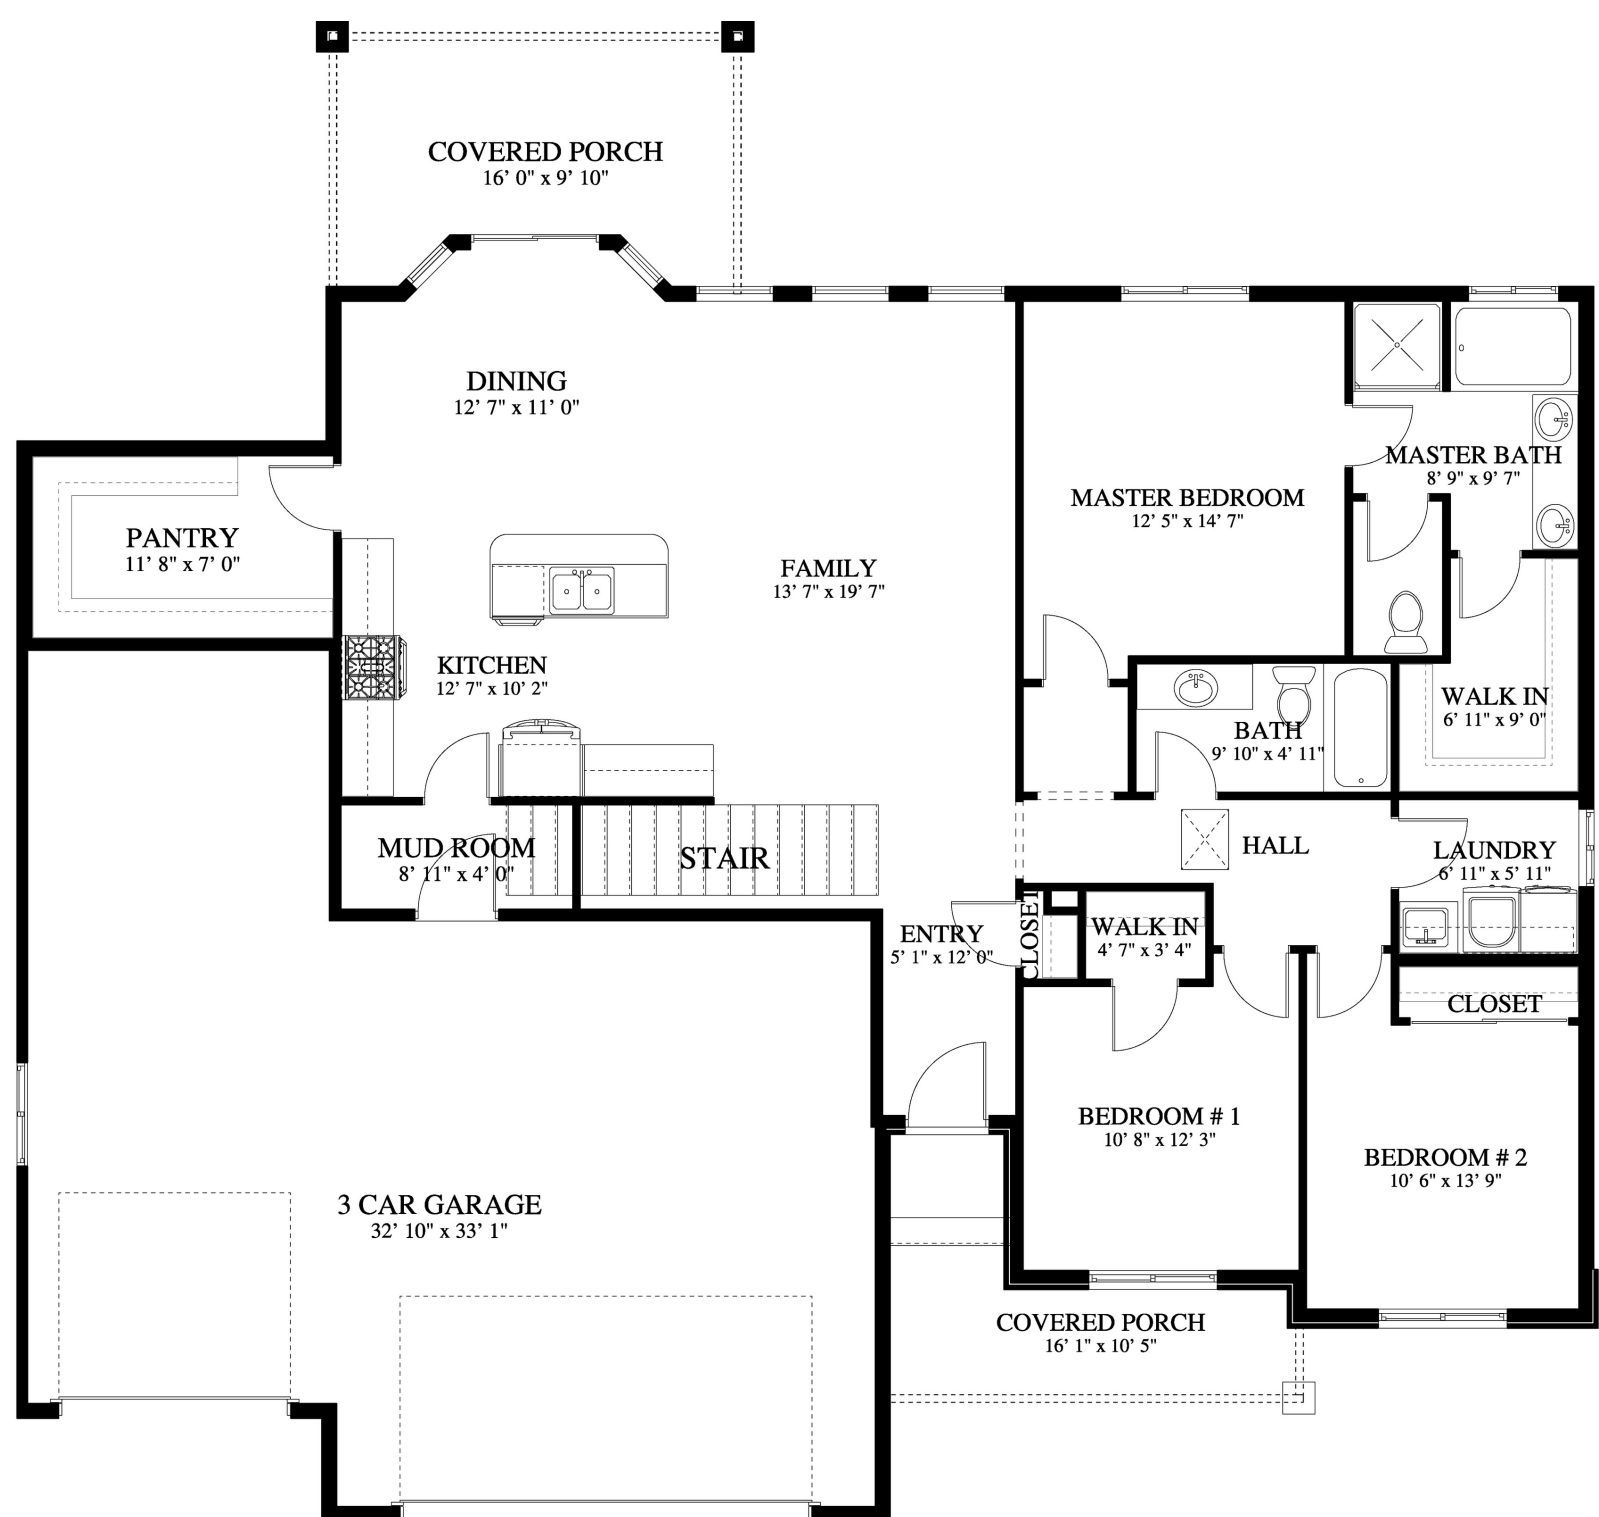 COVERED PORCH
16' 0" x 9' 10"
DINING
12' 7" x 11' 0"
MASTER BATH
8' 9" x 9' 7"
MASTER BEDROOM
12' 5" x 14' 7"
PANTRY
11' 8" x 7' 0"
FAMILY
13' 7" x 19' 7"
KITCHEN
12' 7" x 10' 2"
WALK IN
6' 11" x 9' 0"
BATH
9' 10" x 4' 11"
MUD ROOM
8' 11" x 4' 0"
STAIR
HALL
LAUNDRY
6' 11" x 5' 11"
ENTRY
5' 1" x 12' 0"
CLOSET
WALK IN
4' 7" x 3' 4"
CLOSET
BEDROOM # 1
10' 8" x 12' 3"
BEDROOM # 2
10' 6" x 13' 9"
3 CAR GARAGE
32' 10" x 33' 1"
COVERED PORCH
16' 1" x 10' 5"